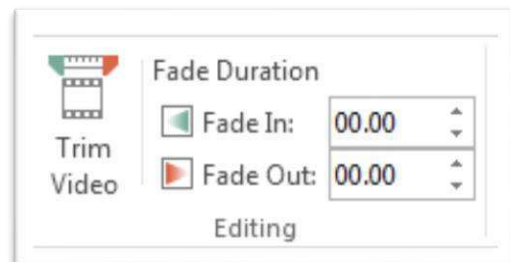 Trim
Video
Fade Duration
Fade In: 00.00
Fade Out: 00.00
Editing